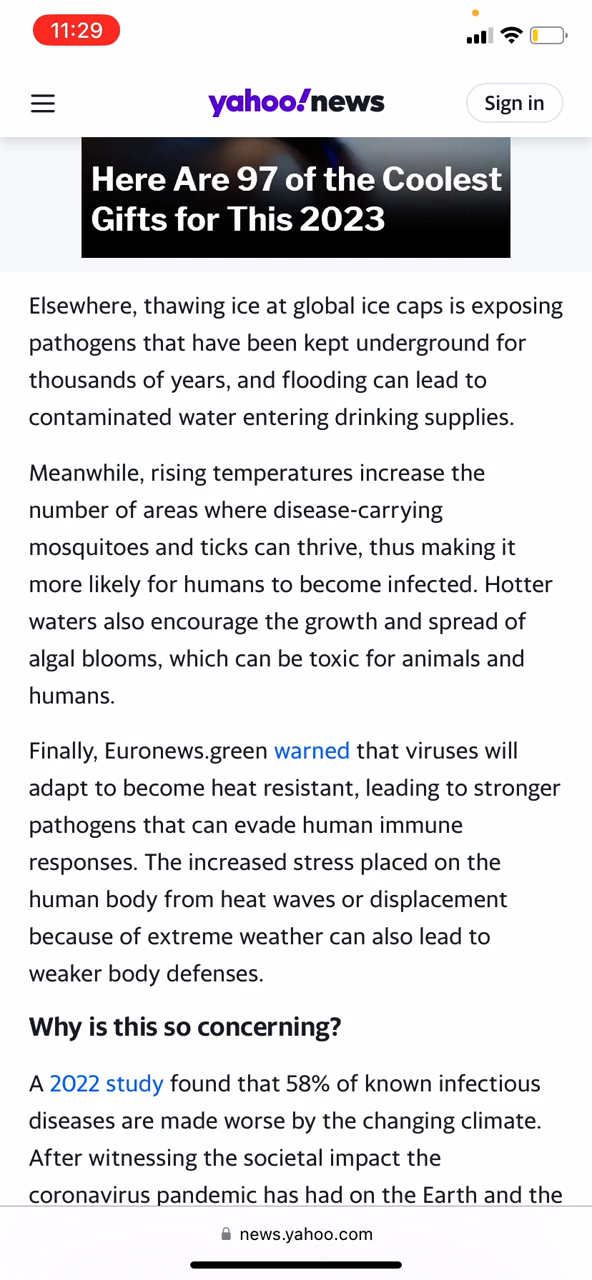 11:29
yahoo!news
Sign in
Here Are 97 of the Coolest
Gifts for This 2023
Elsewhere, thawing ice at global ice caps is exposing
pathogens that have been kept underground for
thousands of years, and flooding can lead to
contaminated water entering drinking supplies.
Meanwhile, rising temperatures increase the
number of areas where disease-carrying
mosquitoes and ticks can thrive, thus making it
more likely for humans to become infected. Hotter
waters also encourage the growth and spread of
algal blooms, which can be toxic for animals and
humans.
Finally, Euronews.green warned that viruses will
adapt to become heat resistant, leading to stronger
pathogens that can evade human immune
responses. The increased stress placed on the
human body from heat waves or displacement
because of extreme weather can also lead to
weaker body defenses.
Why is this so concerning?
A 2022 study found that 58% of known infectious
diseases are made worse by the changing climate.
After witnessing the societal impact the
coronavirus pandemic has had on the Earth and the
news.yahoo.com